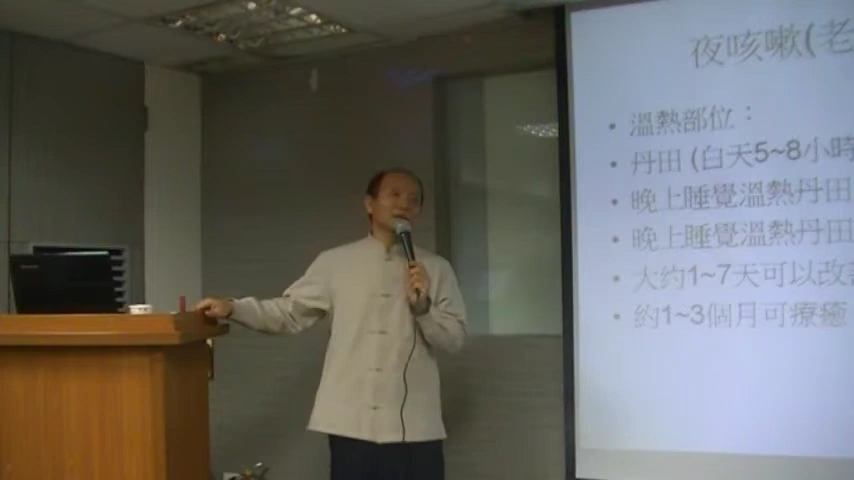 夜咳嗽(老
• 溫熱部位：
• 丹田 (白天5~8小時
• 晚上睡覺溫熱丹田
• 晚上睡覺溫熱丹田
• 大约1~7天可以改善
• 約1~3個月可療癒